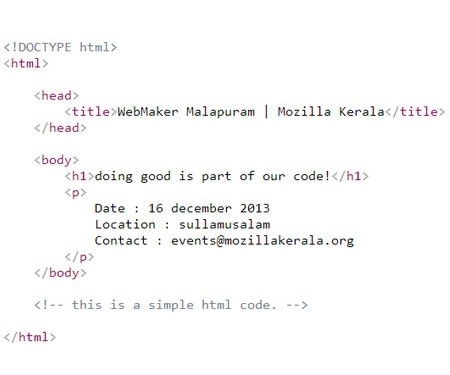 <!DOCTYPE html>
<html>
<head>
<title>WebMaker Malapuram | Mozilla Kerala</title>
</head>
<body>
<h1>doing good is part of our code!</h1>
<p>
Date : 16 december 2013
Location : sullamusalam
Contact : events@mozillakerala.org
</p>
</body>
<!-- this is a simple html code. -->
</html>